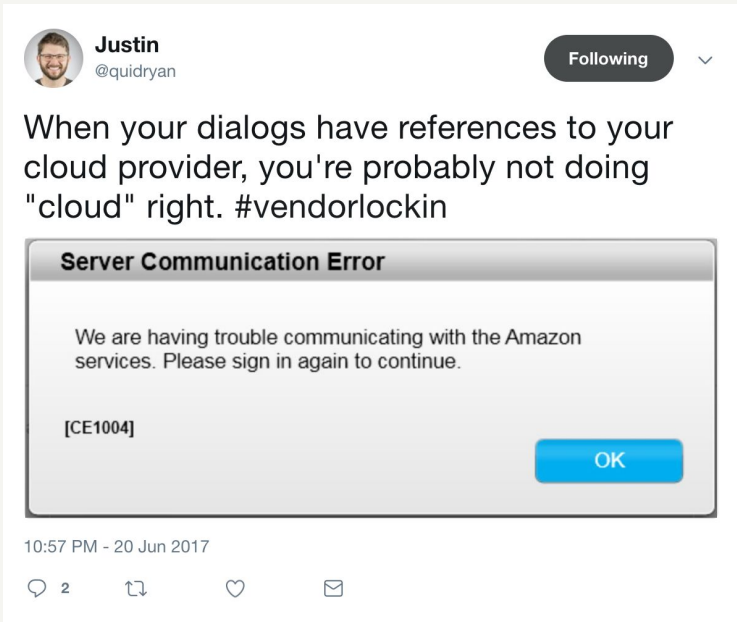 Justin
@quidryan
Following
When your dialogs have references to your
cloud provider, you're probably not doing
"cloud" right. #vendorlockin
Server Communication Error
We are having trouble communicating with the Amazon
services. Please sign in again to continue.
[CE1004]
OK
10:57 PM - 20 Jun 2017
2